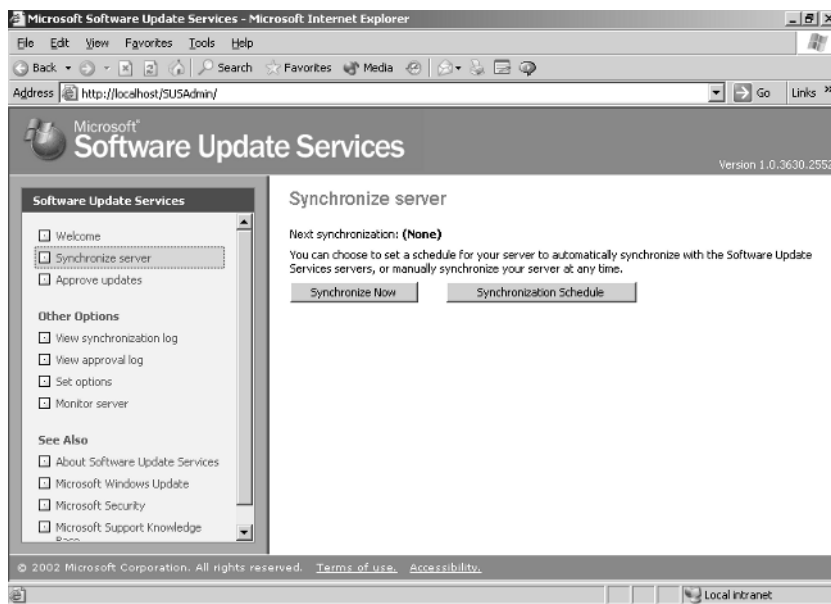 Microsoft Software Update Services - Microsoft Internet Explorer
File Edit View Favorites Tools Help
Back Search Favorites Media
Address http://localhost/SUSAdmin/ Go Links »
Microsoft®
Software Update Services
Version 1.0.3630.2552
Software Update Services
Welcome
Synchronize server
Approve updates
Other Options
View synchronization log
View approval log
Set options
Monitor server
See Also
About Software Update Services
Microsoft Windows Update
Microsoft Security
Microsoft Support Knowledge
Synchronize server
Next synchronization: (None)
You can choose to set a schedule for your server to automatically synchronize with the Software Update
Services servers, or manually synchronize your server at any time.
Synchronize Now Synchronization Schedule
© 2002 Microsoft Corporation. All rights reserved. Terms of use. Accessibility.
Local intranet